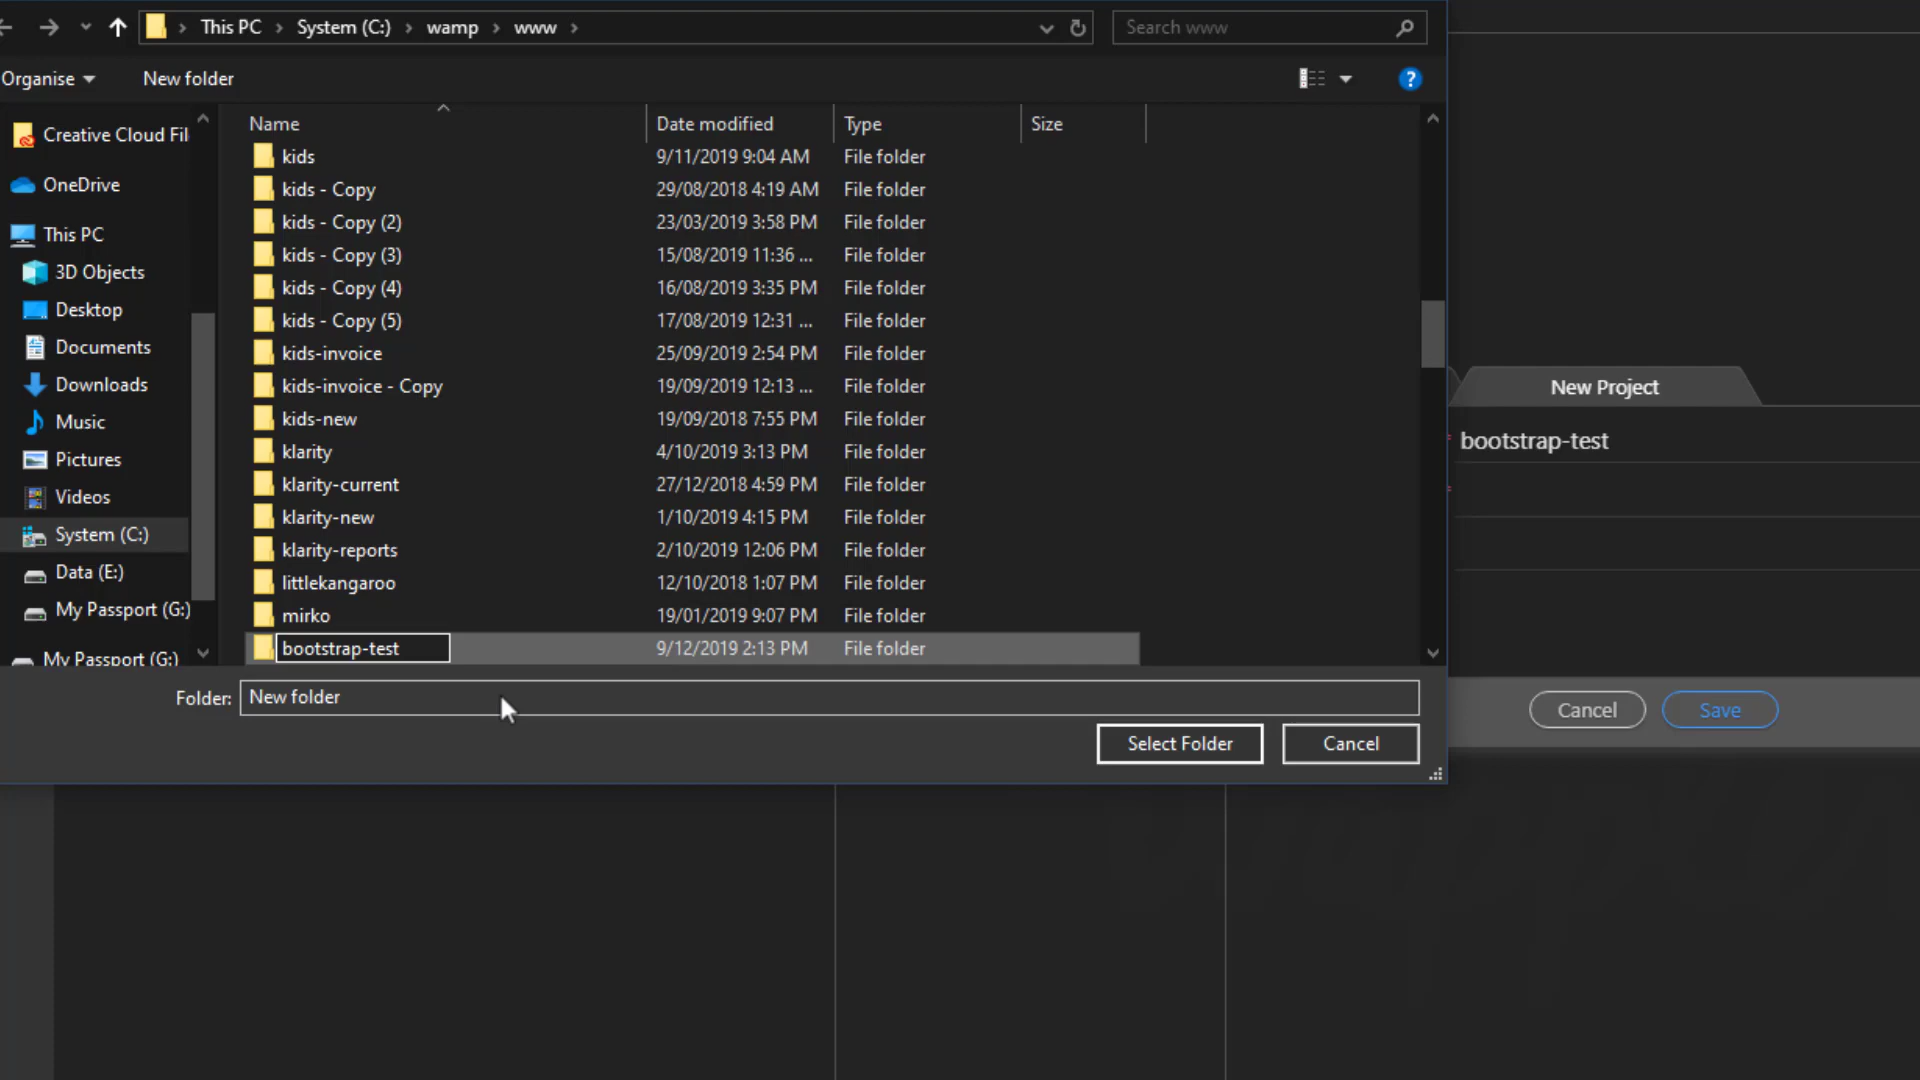 This PC > System (C:) > wamp > www >
Search www
Organise
New folder
?
Creative Cloud Fil
OneDrive
This PC
3D Objects
Desktop
Documents
Downloads
Music
Pictures
Videos
System (C:)
Data (E:)
My Passport (G:)
My Passport (G:)
Name Date modified Type Size
kids 9/11/2019 9:04 AM File folder
kids - Copy 29/08/2018 4:19 AM File folder
kids - Copy (2) 23/03/2019 3:58 PM File folder
kids - Copy (3) 15/08/2019 11:36 ... File folder
kids - Copy (4) 16/08/2019 3:35 PM File folder
kids - Copy (5) 17/08/2019 12:31 ... File folder
kids-invoice 25/09/2019 2:54 PM File folder
kids-invoice - Copy 19/09/2019 12:13 ... File folder
kids-new 19/09/2018 7:55 PM File folder
klarity 4/10/2019 3:13 PM File folder
klarity-current 27/12/2018 4:59 PM File folder
klarity-new 1/10/2019 4:15 PM File folder
klarity-reports 2/10/2019 12:06 PM File folder
littlekangaroo 12/10/2018 1:07 PM File folder
mirko 19/01/2019 9:07 PM File folder
bootstrap-test 9/12/2019 2:13 PM File folder
Folder: New folder
Select Folder
Cancel
New Project
* bootstrap-test
*
Cancel
Save